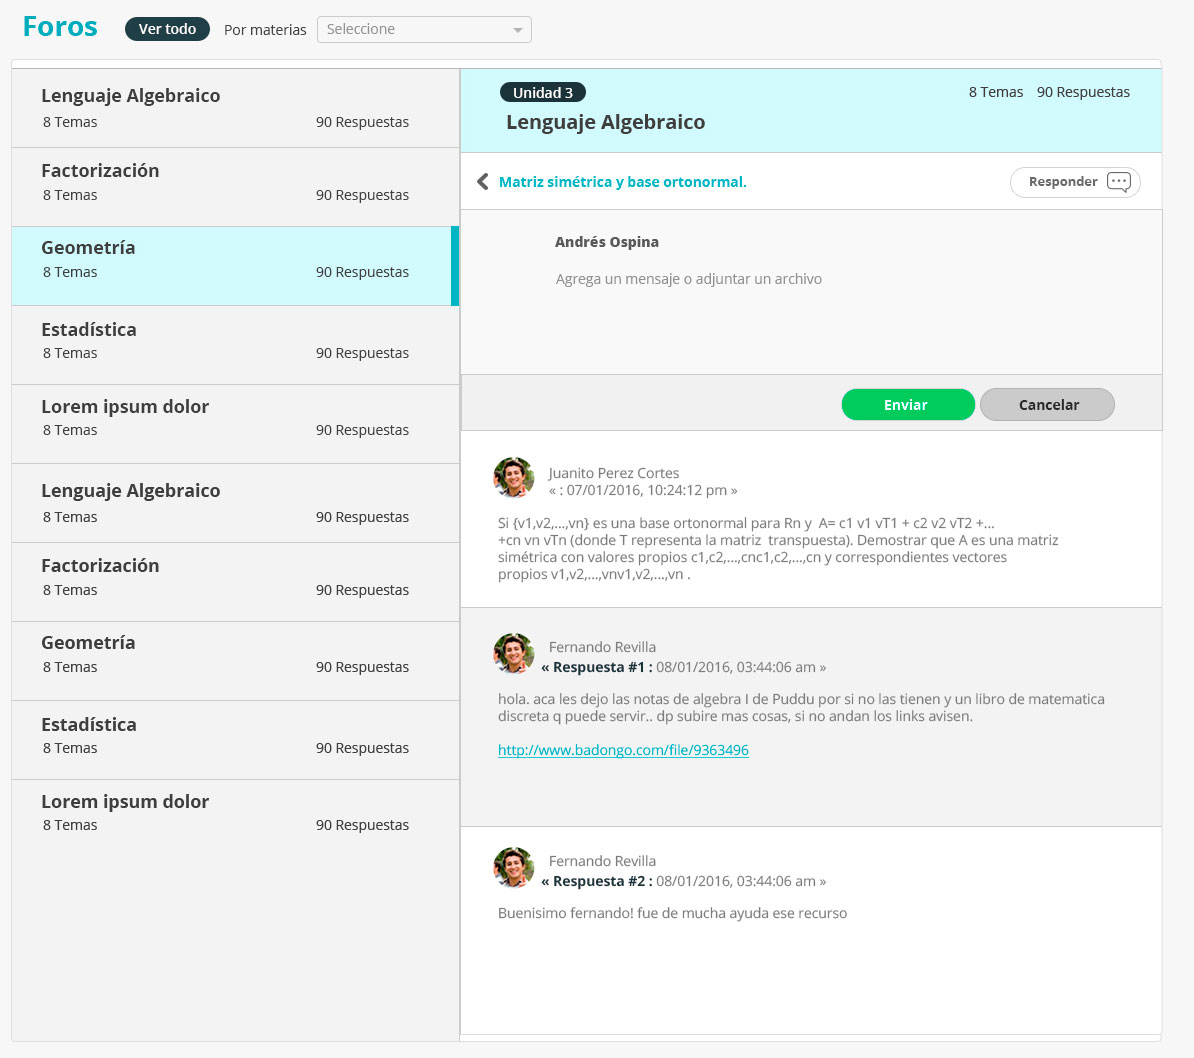 Foros
Ver todo
Por materias
Seleccione
Lenguaje Algebraico
8 Temas 90 Respuestas
Factorización
8 Temas 90 Respuestas
Geometría
8 Temas 90 Respuestas
Estadística
8 Temas 90 Respuestas
Lorem ipsum dolor
8 Temas 90 Respuestas
Lenguaje Algebraico
8 Temas 90 Respuestas
Factorización
8 Temas 90 Respuestas
Geometría
8 Temas 90 Respuestas
Estadística
8 Temas 90 Respuestas
Lorem ipsum dolor
8 Temas 90 Respuestas
Unidad 3
8 Temas 90 Respuestas
Lenguaje Algebraico
Matriz simétrica y base ortonormal.
Responder
Andrés Ospina
Agrega un mensaje o adjuntar un archivo
Enviar
Cancelar
Juanito Perez Cortes
« : 07/01/2016, 10:24:12 pm »
Si {v1,v2,...,vn} es una base ortonormal para Rn y A= c1 v1 vT1 + c2 v2 vT2 +...
+cn vn vTn (donde T representa la matriz transpuesta). Demostrar que A es una matriz
simétrica con valores propios c1,c2,...,cnc1,c2,...,cn y correspondientes vectores
propios v1,v2,...,vnv1,v2,...,vn .
Fernando Revilla
« Respuesta #1 : 08/01/2016, 03:44:06 am »
hola. aca les dejo las notas de algebra I de Puddu por si no las tienen y un libro de matematica
discreta q puede servir.. dp subire mas cosas, si no andan los links avisen.
http://www.badongo.com/file/9363496
Fernando Revilla
« Respuesta #2 : 08/01/2016, 03:44:06 am »
Buenisimo fernando! fue de mucha ayuda ese recurso